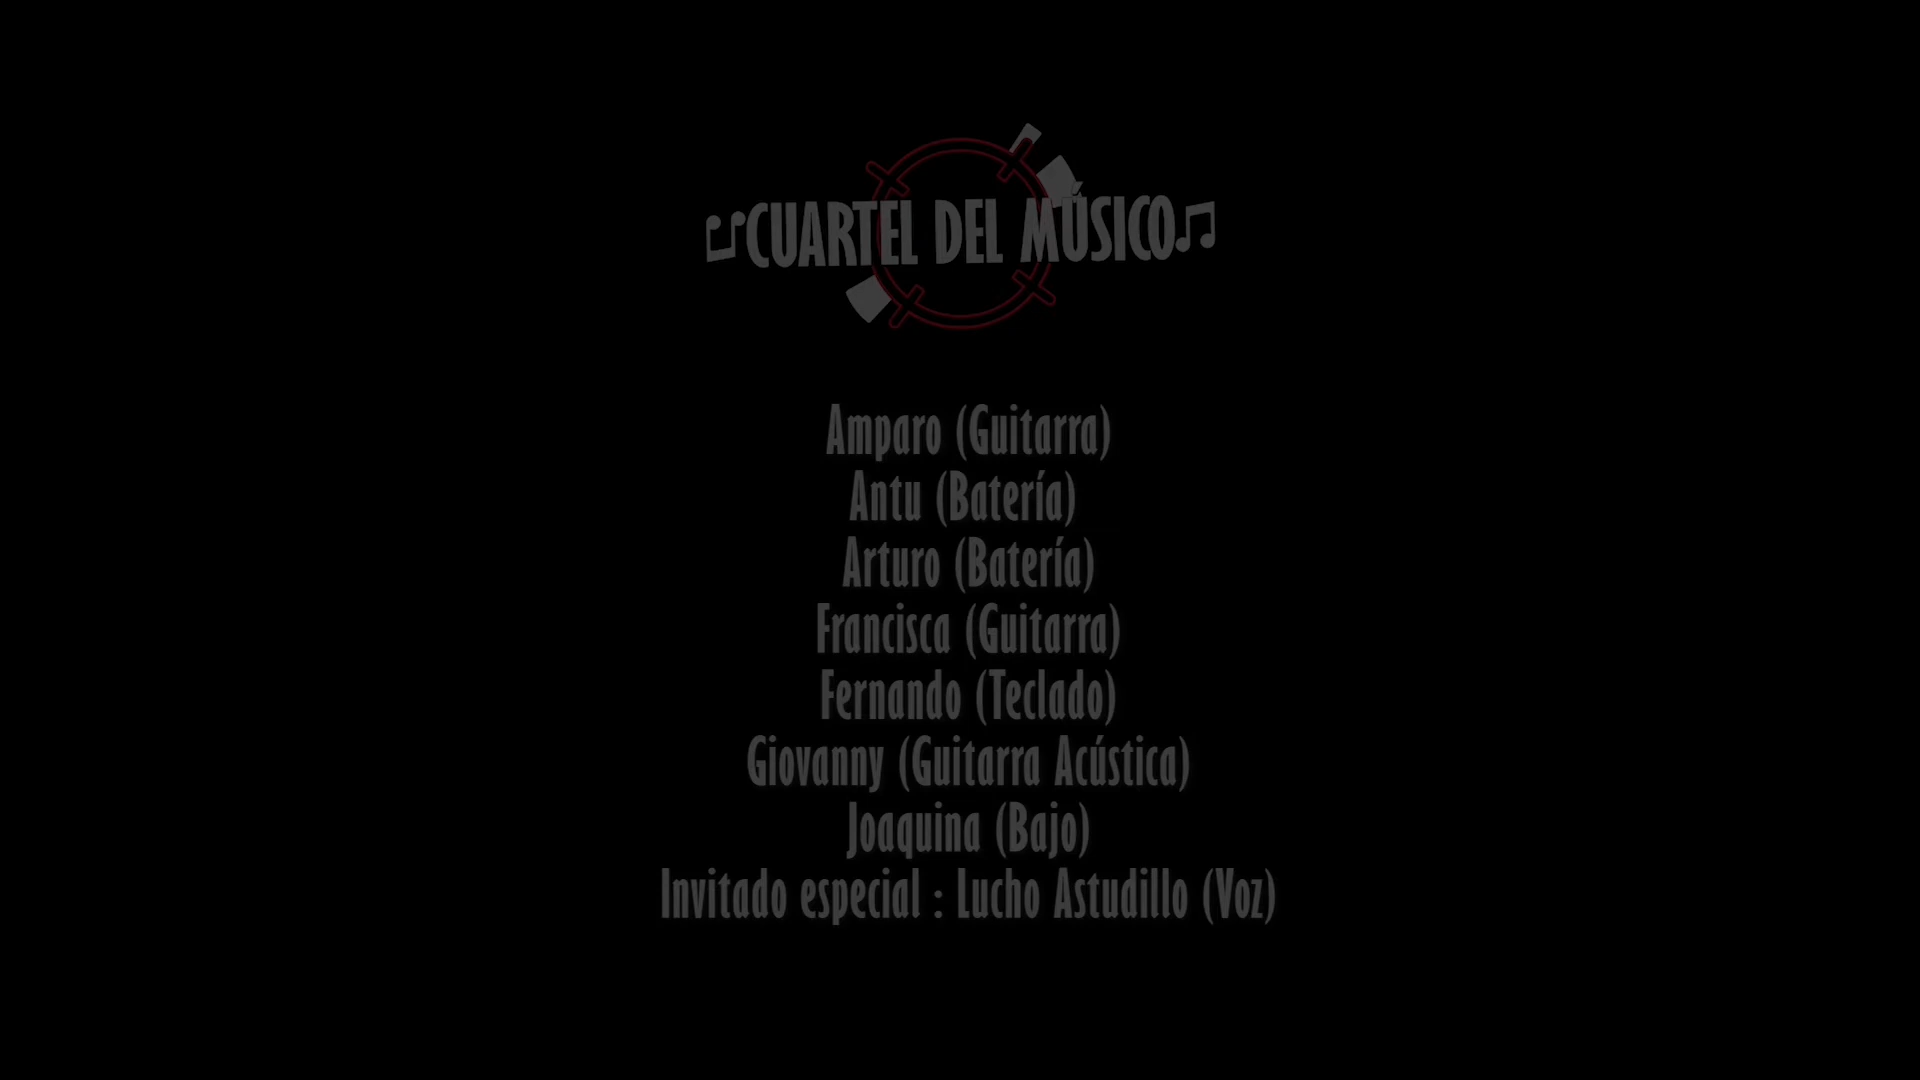 CUARTEL DEL MÚSICO
Amparo (Guitarra)
Antu (Batería)
Arturo (Batería)
Francisca (Guitarra)
Fernando (Teclado)
Giovanny (Guitarra Acústica)
Joaquina (Bajo)
Invitado especial : Lucho Astudillo (Voz)